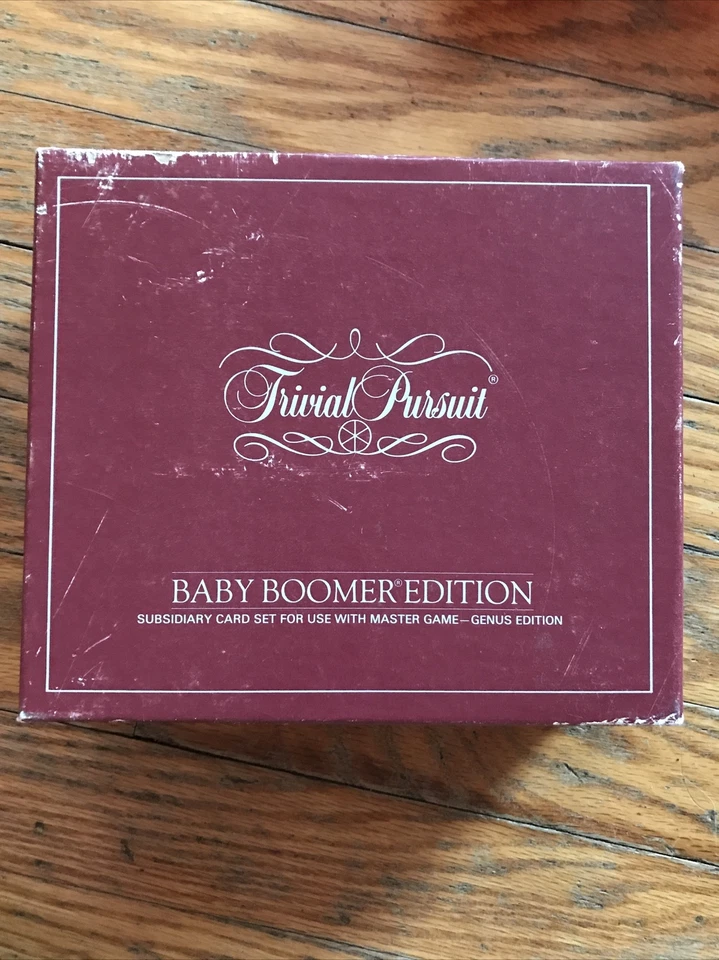 Trivial Pursuit®
BABY BOOMER® EDITION
SUBSIDIARY CARD SET FOR USE WITH MASTER GAME—GENUS EDITION